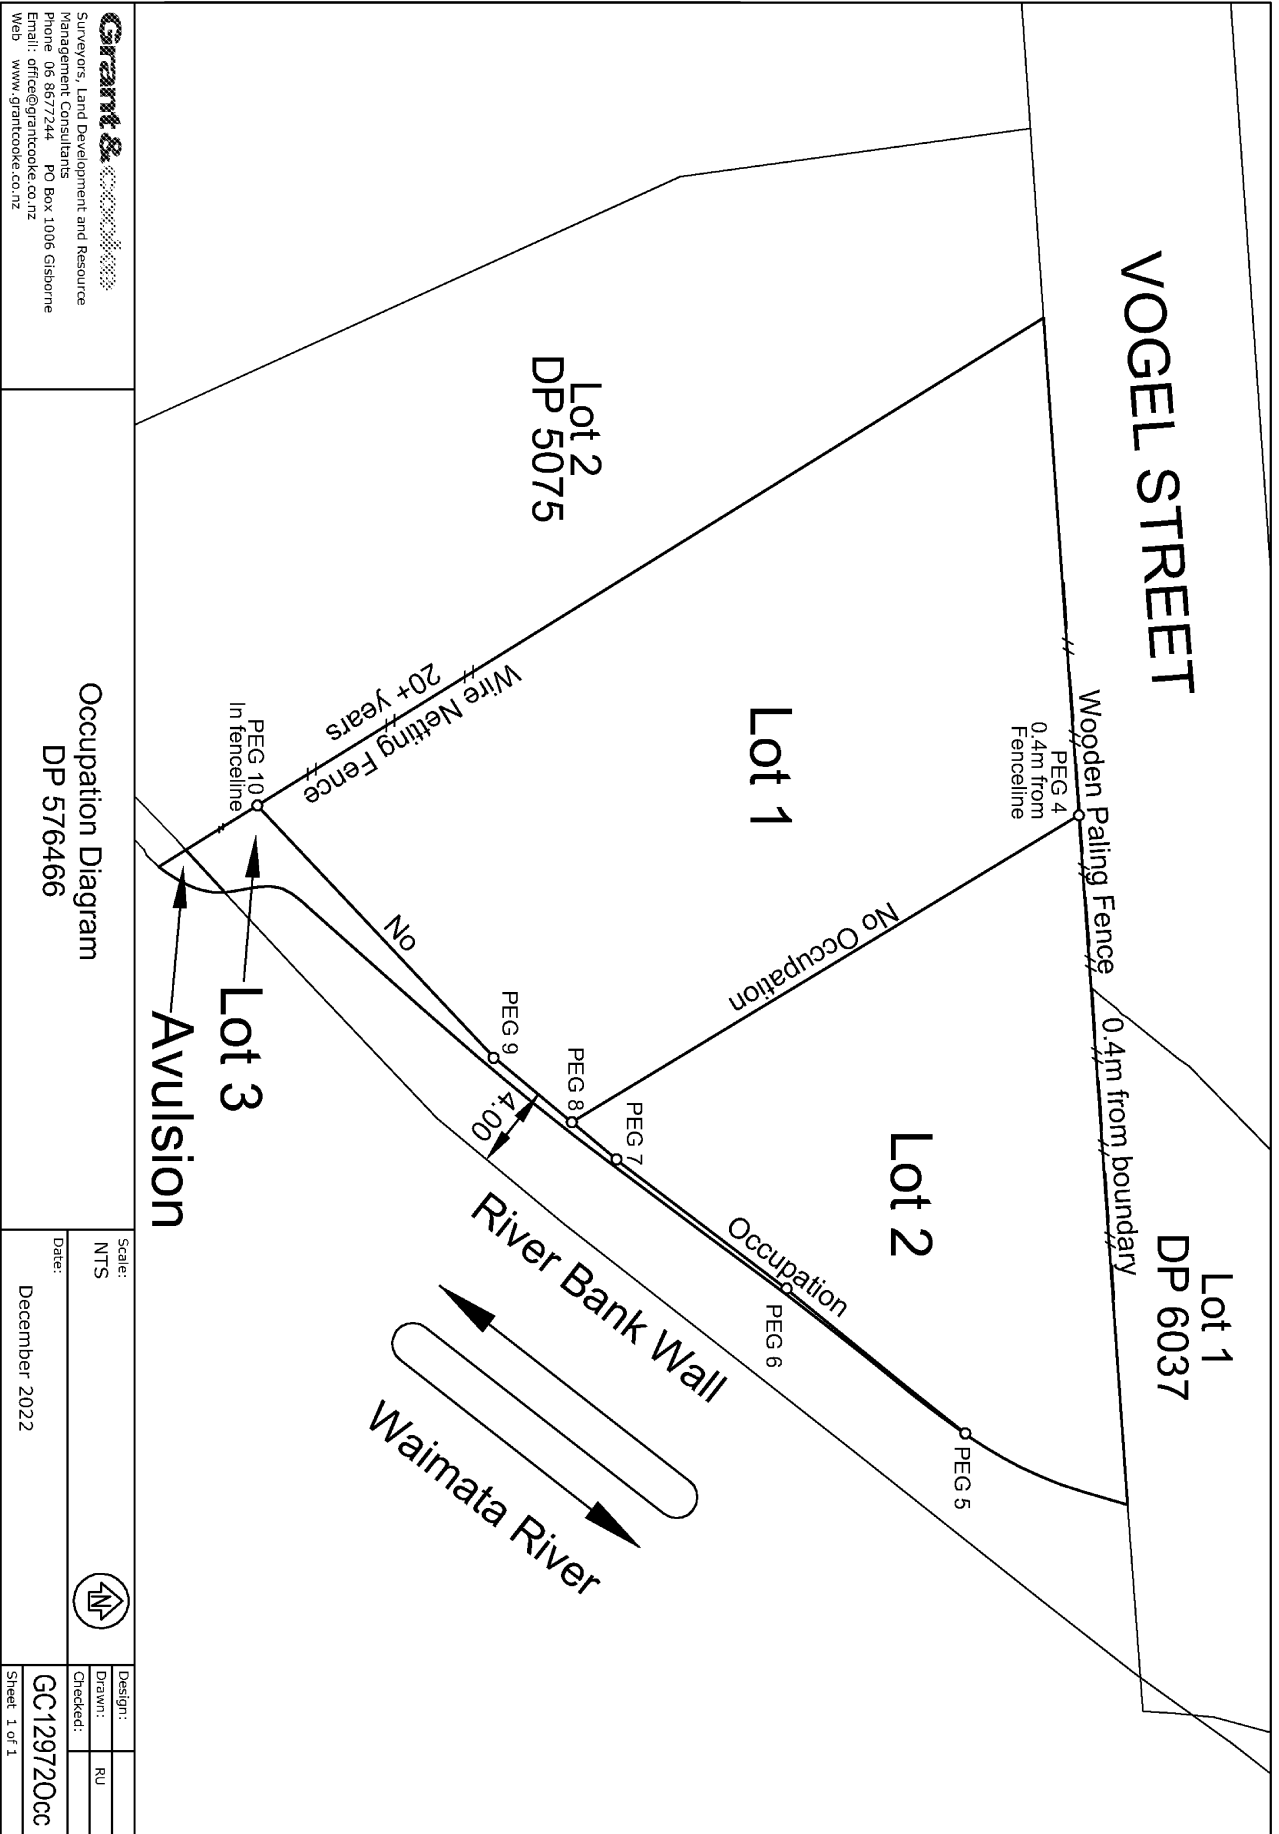 VOGEL STREET
Lot 1
DP 6037
Wooden Paling Fence
0.4m from boundary
PEG 4
0.4m from
Fenceline
Lot 2
DP 5075
Lot 1
Lot 2
No Occupation
Wire Netting Fence
20+ years
PEG 10
In fenceline
No
Occupation
PEG 9
PEG 8
PEG 7
PEG 6
PEG 5
4.00
River Bank Wall
Waimata River
Lot 3
Avulsion
Grant & cooke
Surveyors, Land Development and Resource
Management Consultants
Phone 06 8677244 PO Box 1006 Gisborne
Email: office@grantcooke.co.nz
Web www.grantcooke.co.nz
Occupation Diagram
DP 576466
Scale:
NTS
Date:
December 2022
N
Design:
Drawn: RU
Checked:
GC12972Occ
Sheet 1 of 1